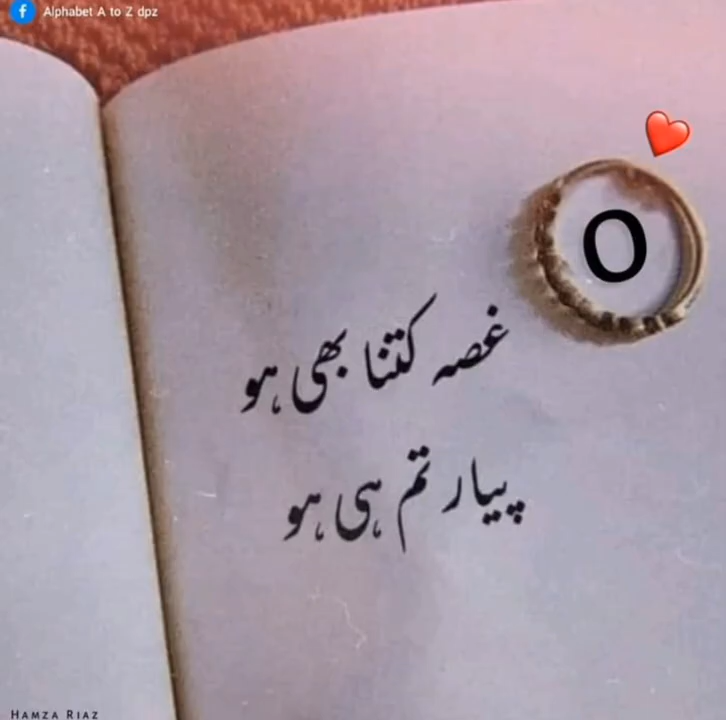 Alphabet A to Z dpz
O
غصہ کتنا بھی ہو
پیار تم ہی ہو
HAMZA RIAZ